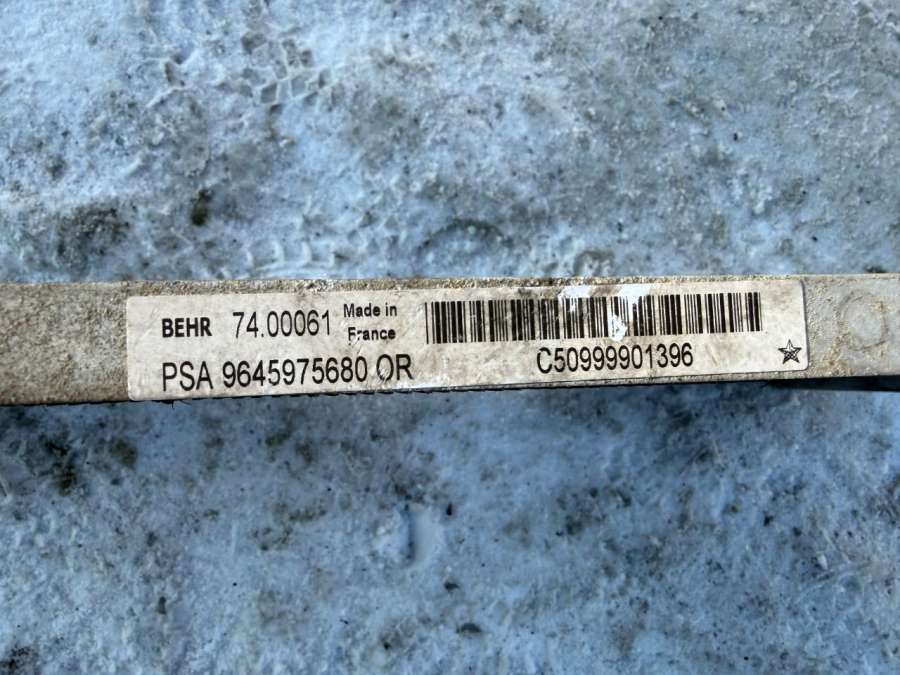 BEHR 74.00061 Made in
France
PSA 9645975680 OR
C50999901396